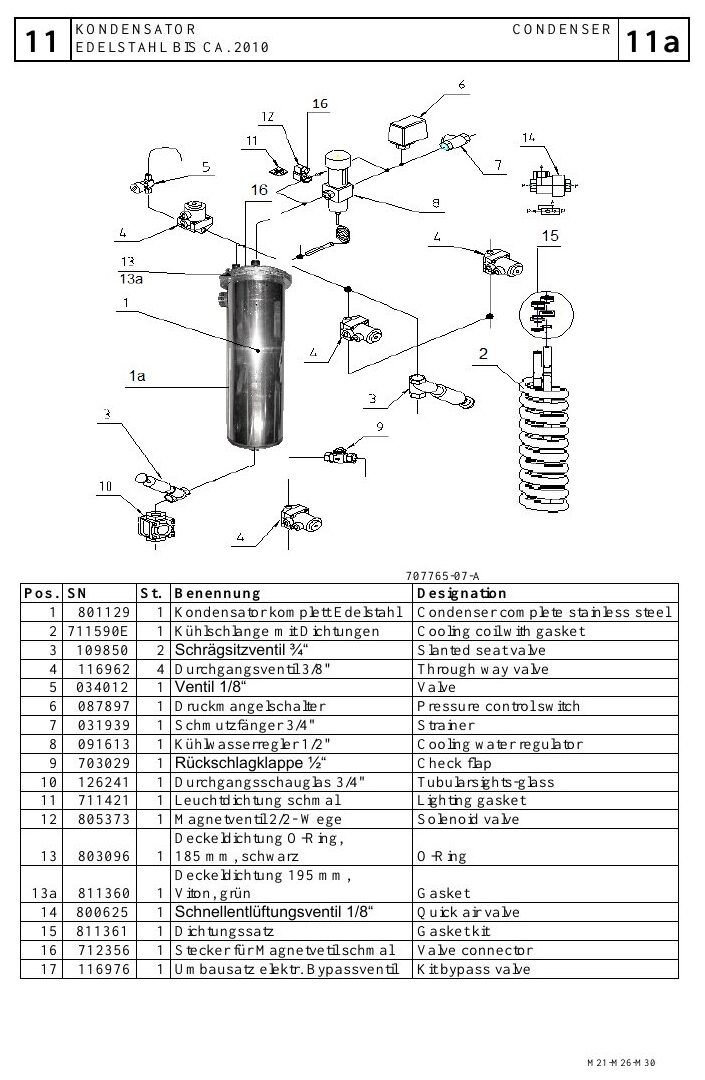 11 KONDENSATOR CONDENSER 11a
EDELSTAHL BIS CA. 2010
6
16
12
11
14
5
7
16
8
4
4
15
13
13a
1
4
2
1a
3
3
9
10
4
707765-07-A
Pos. SN St. Benennung Designation
1 801129 1 Kondensator komplett Edelstahl Condenser complete stainless steel
2 711590E 1 Kühlschlange mit Dichtungen Cooling coil with gasket
3 109850 2 Schrägsitzventil ¾“ Slanted seat valve
4 116962 4 Durchgangsventil 3/8" Through way valve
5 034012 1 Ventil 1/8“ Valve
6 087897 1 Druckmangelschalter Pressure control switch
7 031939 1 Schmutzfänger 3/4" Strainer
8 091613 1 Kühlwasserregler 1/2" Cooling water regulator
9 703029 1 Rückschlagklappe ½“ Check flap
10 126241 1 Durchgangsschauglas 3/4" Tubular sights-glass
11 711421 1 Leuchtdichtung schmal Lighting gasket
12 805373 1 Magnetventil 2/2-Wege Solenoid valve
Deckeldichtung O-Ring,
13 803096 1 185 mm, schwarz O-Ring
Deckeldichtung 195 mm,
13a 811360 1 Viton, grün Gasket
14 800625 1 Schnellentlüftungsventil 1/8“ Quick air valve
15 811361 1 Dichtungssatz Gasket kit
16 712356 1 Stecker für Magnetvetil schmal Valve connector
17 116976 1 Umbausatz elektr. Bypassventil Kit bypass valve
M21-M26-M30